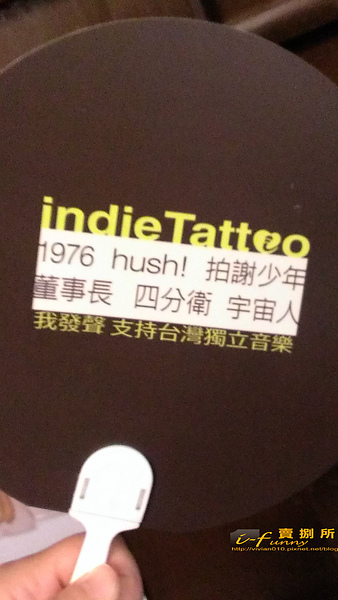 indieTattoo
1976 hush! 拍謝少年
董事長 四分衛 宇宙人
我發聲 支持台灣獨立音樂
i-funny 賣捌所
http://vivian010.pixnet.net/blog